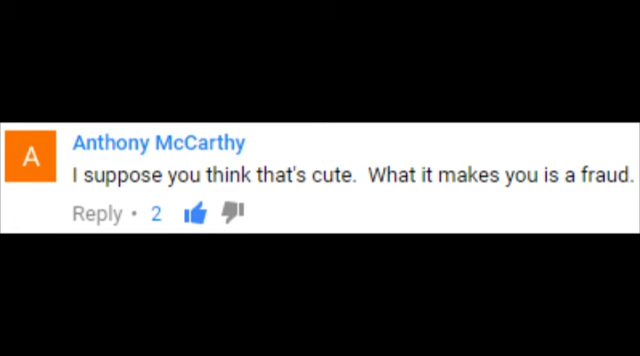 A
Anthony McCarthy
I suppose you think that's cute.  What it makes you is a fraud.
Reply • 2